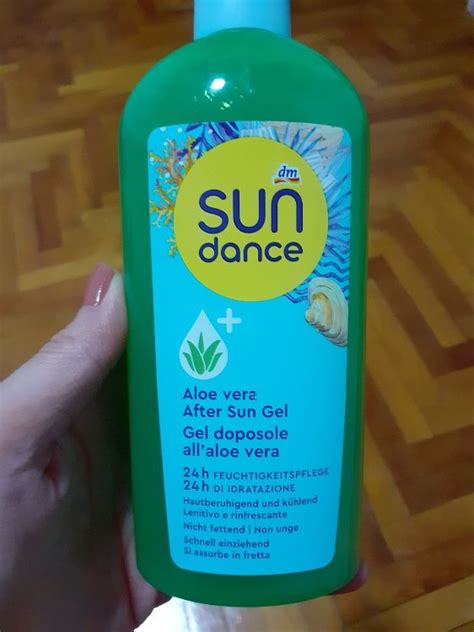 dm
SUN
dance
Aloe vera
After Sun Gel
Gel doposole
all'aloe vera
24h FEUCHTIGKEITSPFLEGE
24h DI IDRATAZIONE
Hautberuhigend und kühlend
Lenitivo e rinfrescante
Nicht fettend | Non unge
Schnell einziehend
Si assorbe in fretta